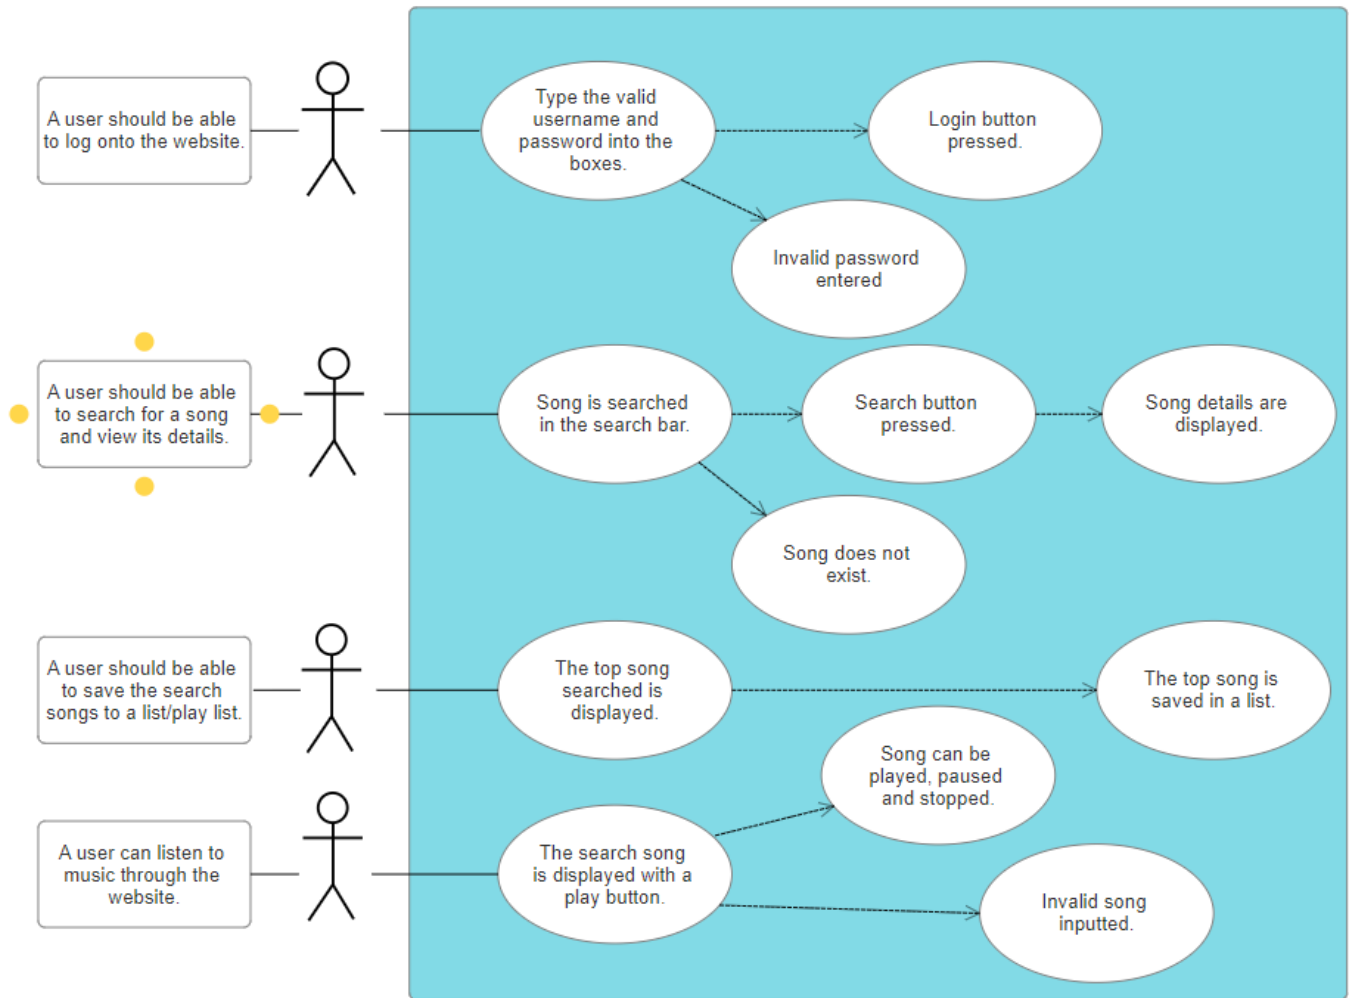 A user should be able
to log onto the website.
Type the valid
username and
password into the
boxes.
Login button
pressed.
Invalid password
entered
A user should be able
to search for a song
and view its details.
Song is searched
in the search bar.
Search button
pressed.
Song details are
displayed.
Song does not
exist.
A user should be able
to save the search
songs to a list/play list.
The top song
searched is
displayed.
The top song is
saved in a list.
Song can be
played, paused
and stopped.
A user can listen to
music through the
website.
The search song
is displayed with a
play button.
Invalid song
inputted.